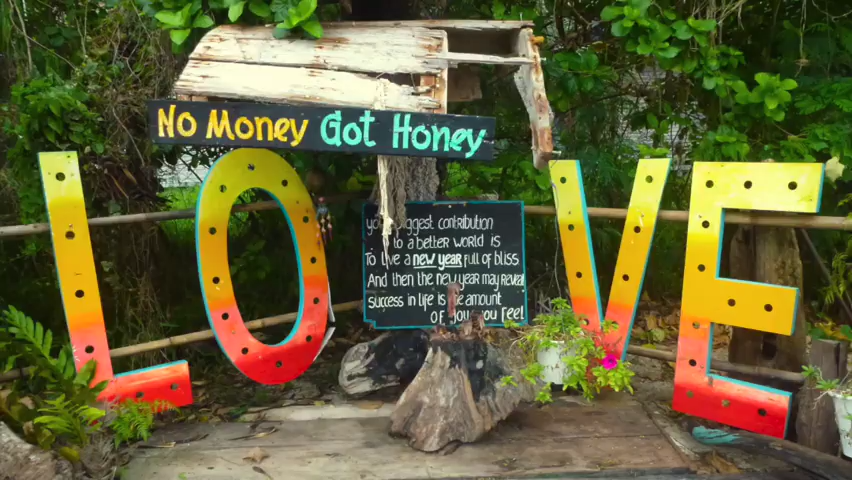 No Money Got Honey
LOVE
biggest contribution
to a better world is
To live a new year full of bliss
And then the new year may reveal
success in life is the amount
OF you feel